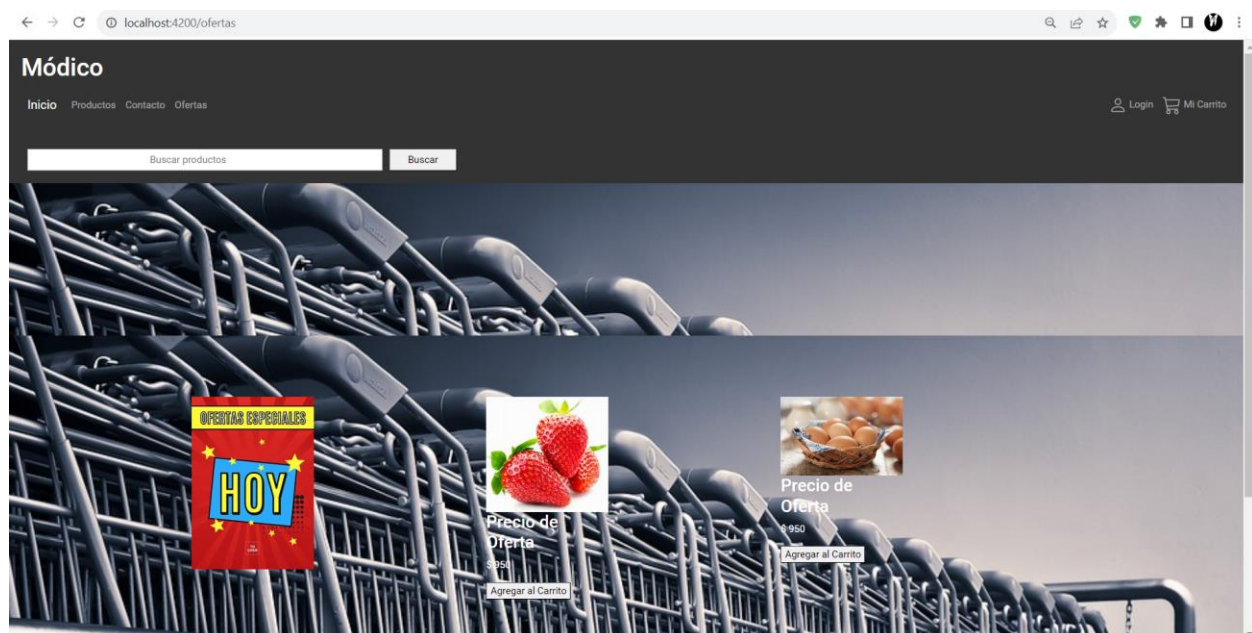 localhost:4200/ofertas
Módico
Inicio Productos Contacto Ofertas
Login Mi Carrito
Buscar productos Buscar
OFERTAS ESPECIALES
HOY
Precio de
Oferta
$ 950
Agregar al Carrito
Precio de
Oferta
$ 950
Agregar al Carrito